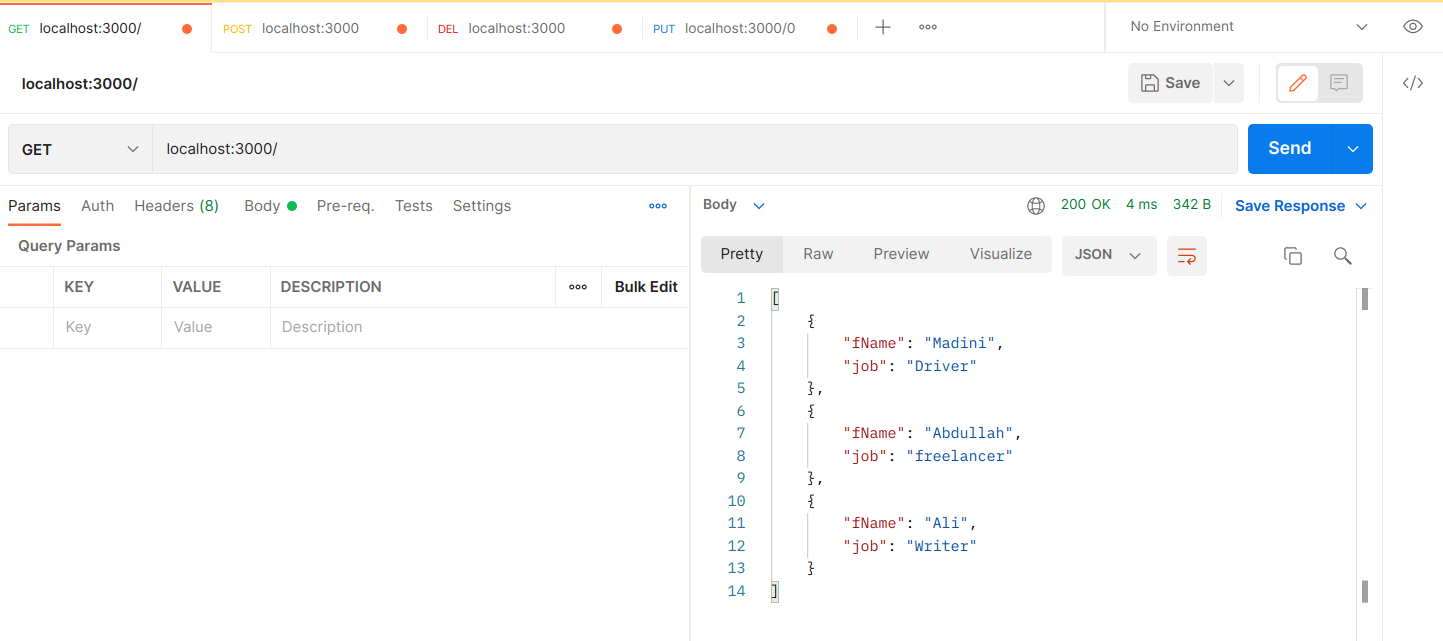 GET localhost:3000/ POST localhost:3000 DEL localhost:3000 PUT localhost:3000/0 No Environment
localhost:3000/ Save
GET localhost:3000/ Send
Params Auth Headers (8) Body Pre-req. Tests Settings
Query Params
KEY VALUE DESCRIPTION Bulk Edit
Key Value Description
Body 200 OK 4 ms 342 B Save Response
Pretty Raw Preview Visualize JSON
1 [
2 {
3 "fName": "Madini",
4 "job": "Driver"
5 },
6 {
7 "fName": "Abdullah",
8 "job": "freelancer"
9 },
10 {
11 "fName": "Ali",
12 "job": "Writer"
13 }
14 ]